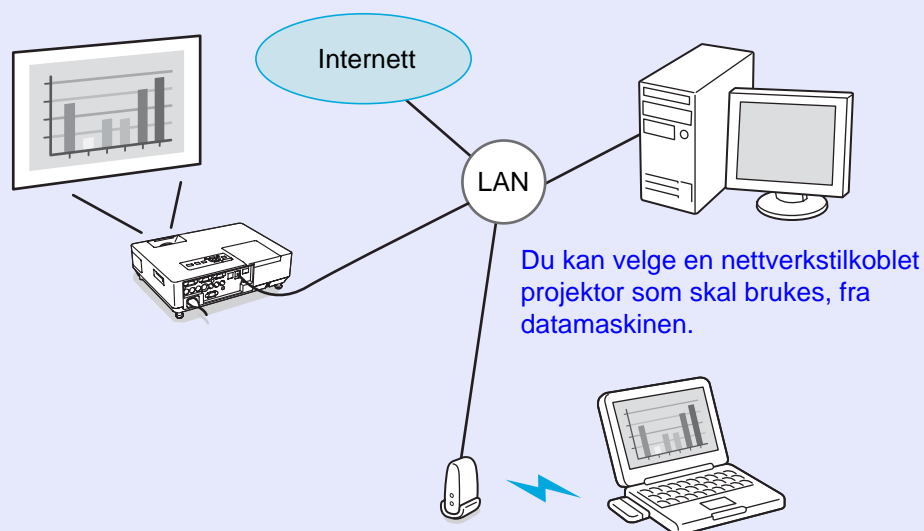 Internett
LAN
Du kan velge en nettverkstilkoblet
projektor som skal brukes, fra
datamaskinen.